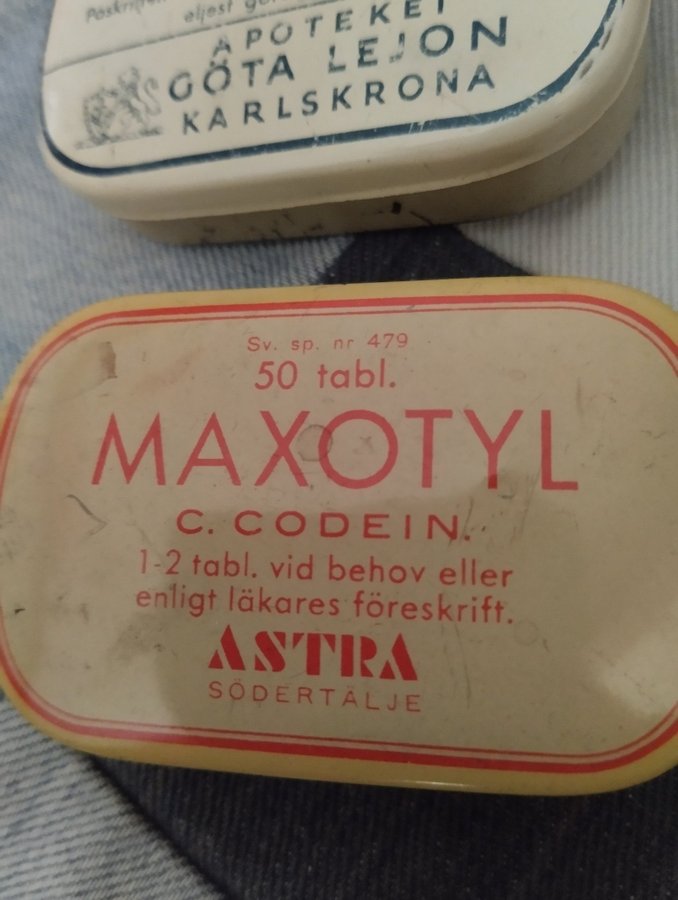 eljest
APOTEKET
GÖTA LEJON
KARLSKRONA
Sv. sp. nr 479
50 tabl.
MAXOTYL
C. CODEIN.
1-2 tabl. vid behov eller
enligt läkares föreskrift.
ASTRA
SÖDERTÄLJE